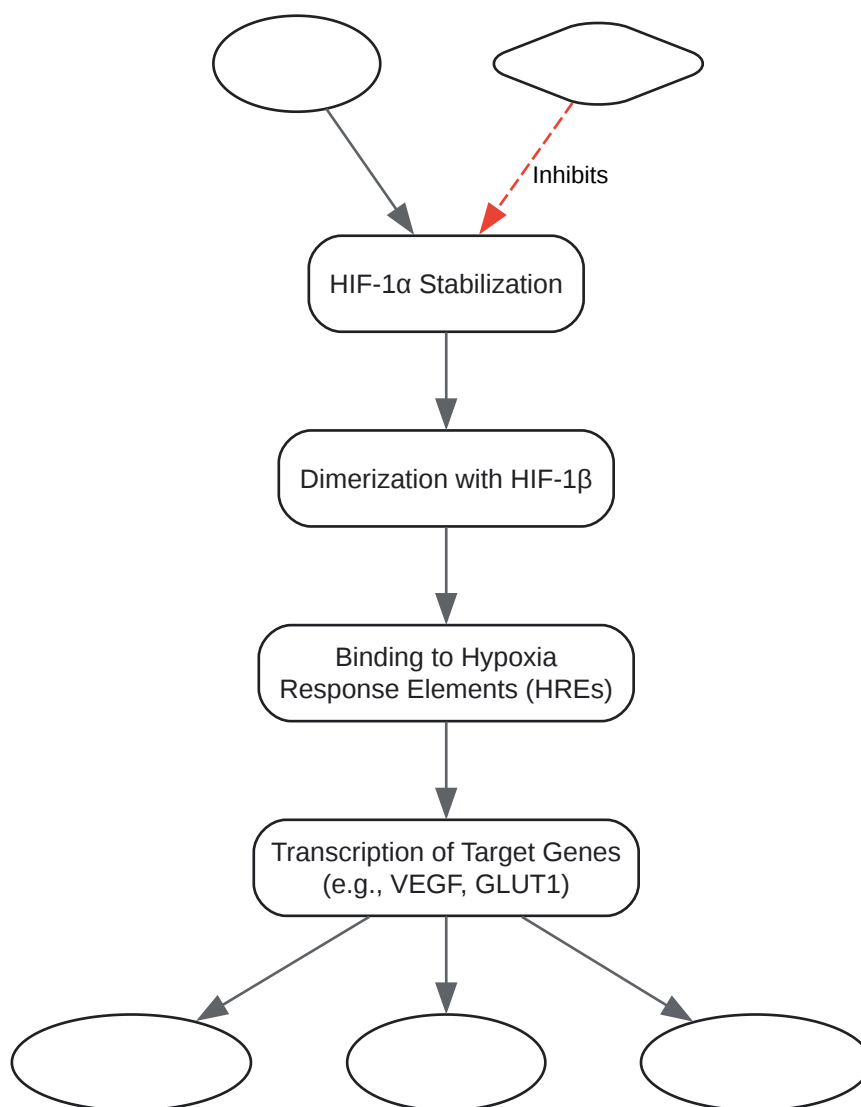 Inhibits
HIF-1α Stabilization
Dimerization with HIF-1β
Binding to Hypoxia
Response Elements (HREs)
Transcription of Target Genes
(e.g., VEGF, GLUT1)